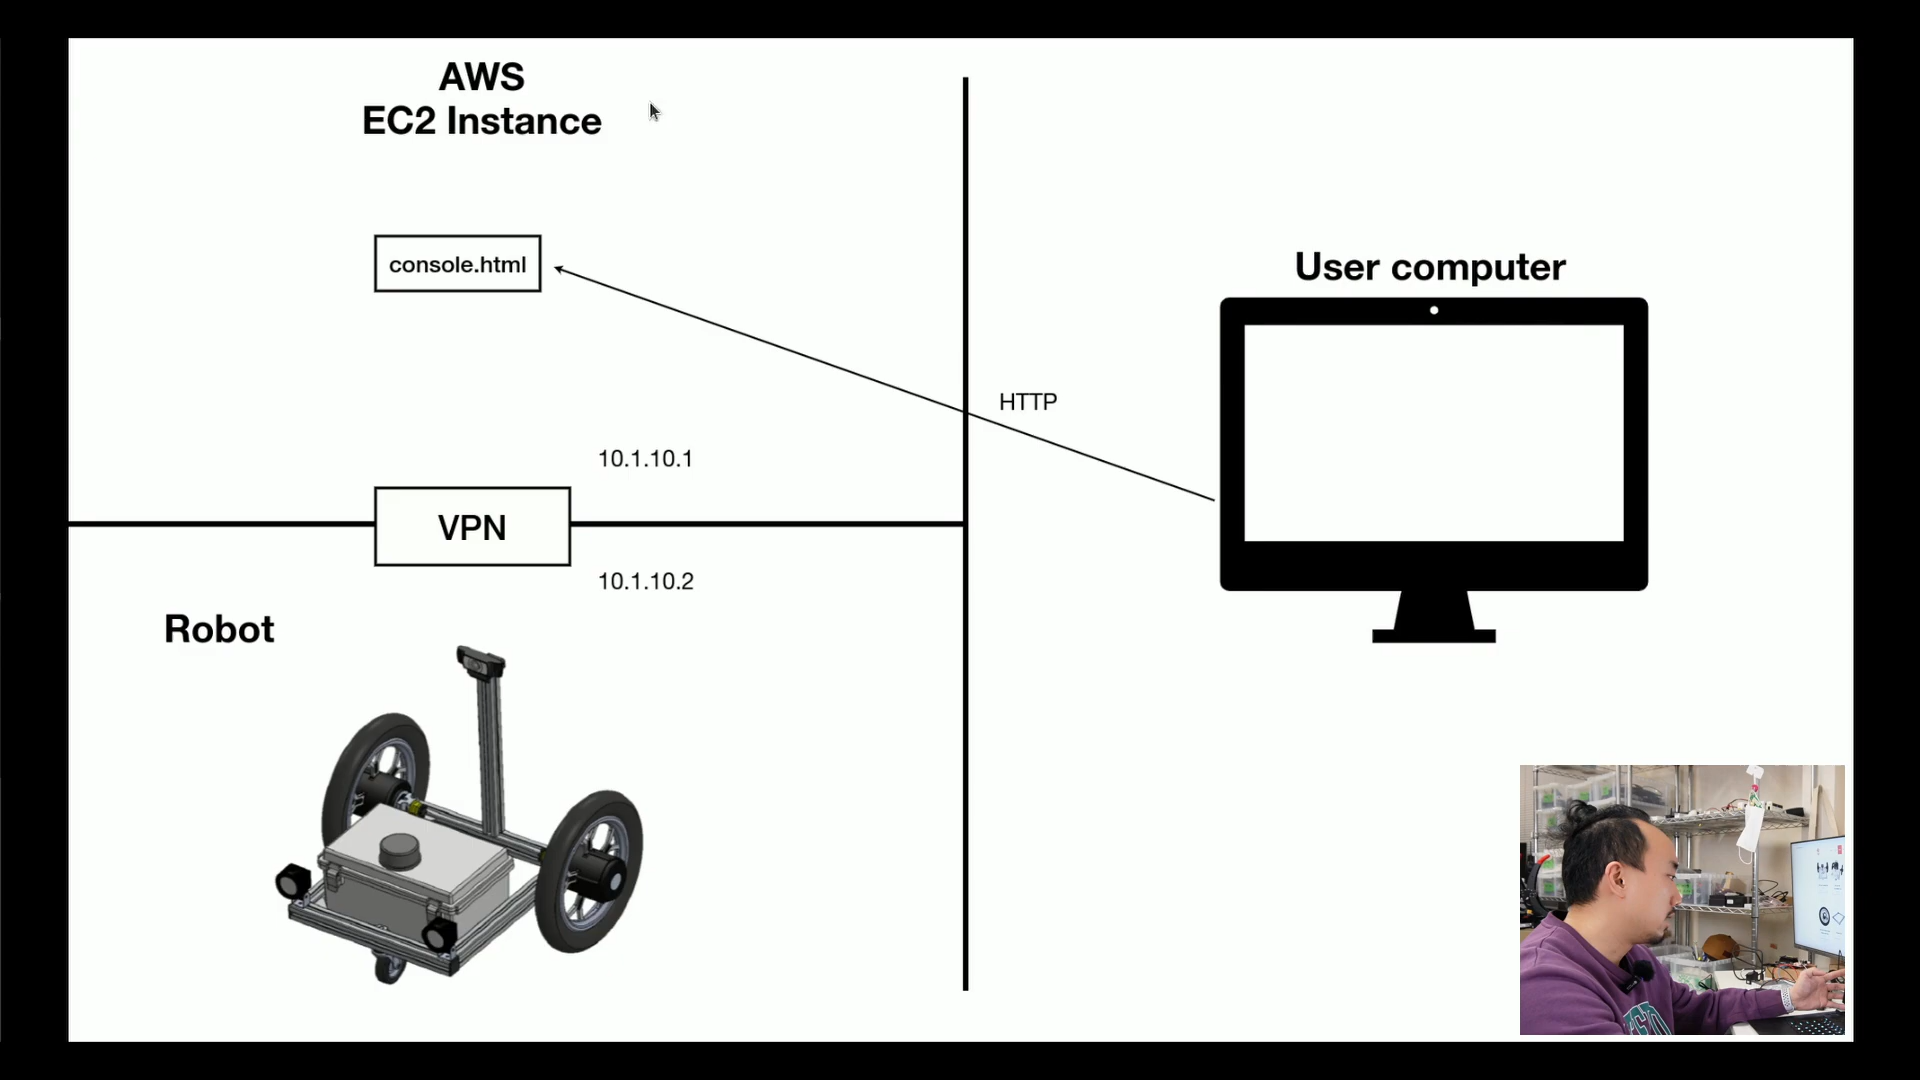 AWS
EC2 Instance
console.html
User computer
HTTP
10.1.10.1
VPN
10.1.10.2
Robot